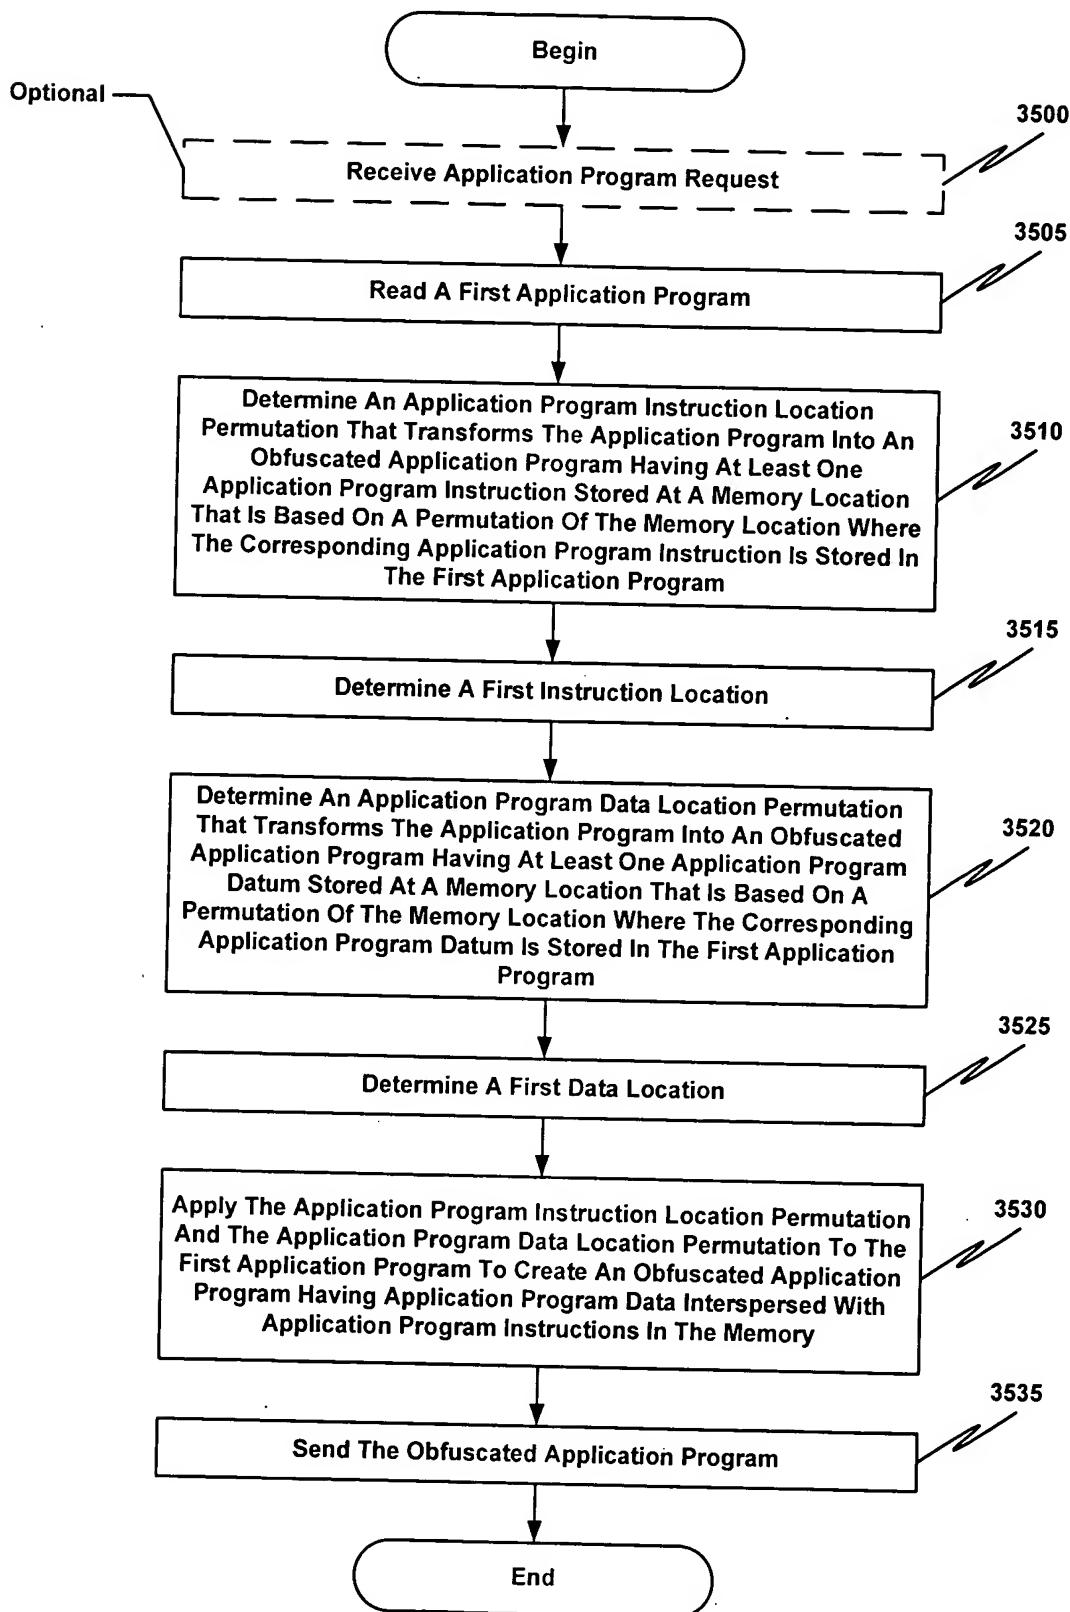 Begin
Optional
3500
Receive Application Program Request
3505
Read A First Application Program
Determine An Application Program Instruction Location
Permutation That Transforms The Application Program Into An
Obfuscated Application Program Having At Least One
Application Program Instruction Stored At A Memory Location
That Is Based On A Permutation Of The Memory Location Where
The Corresponding Application Program Instruction Is Stored In
The First Application Program
3510
3515
Determine A First Instruction Location
Determine An Application Program Data Location Permutation
That Transforms The Application Program Into An Obfuscated
Application Program Having At Least One Application Program
Datum Stored At A Memory Location That Is Based On A
Permutation Of The Memory Location Where The Corresponding
Application Program Datum Is Stored In The First Application
Program
3520
3525
Determine A First Data Location
Apply The Application Program Instruction Location Permutation
And The Application Program Data Location Permutation To The
First Application Program To Create An Obfuscated Application
Program Having Application Program Data Interspersed With
Application Program Instructions In The Memory
3530
3535
Send The Obfuscated Application Program
End